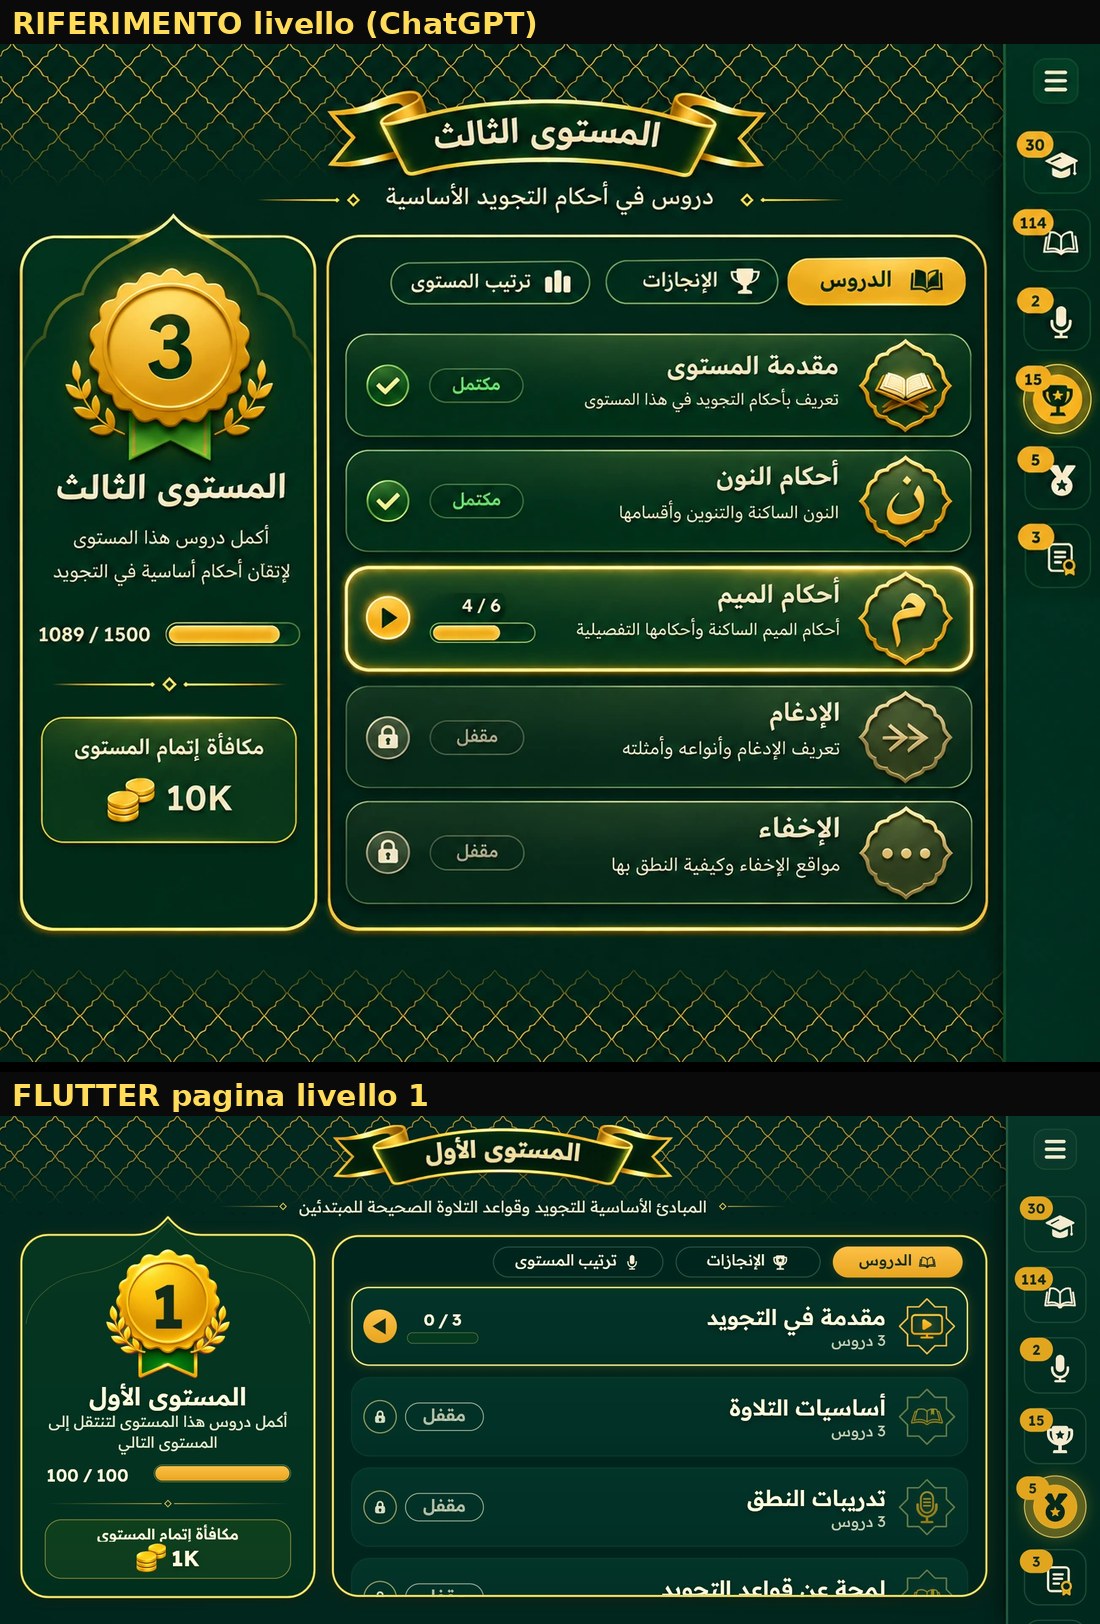 RIFERIMENTO livello (ChatGPT)
المستوى الثالث
دروس في أحكام التجويد الأساسية
30
114
2
15
5
3
الدروس
الإنجازات
ترتيب المستوى
مقدمة المستوى
تعريف بأحكام التجويد في هذا المستوى
مكتمل
ن
أحكام النون
النون الساكنة والتنوين وأقسامها
مكتمل
م
أحكام الميم
أحكام الميم الساكنة وأحكامها التفصيلية
4 / 6
الإدغام
تعريف الإدغام وأنواعه وأمثلته
مقفل
الإخفاء
مواقع الإخفاء وكيفية النطق بها
مقفل
3
المستوى الثالث
أكمل دروس هذا المستوى
لإتقان أحكام أساسية في التجويد
1089 / 1500
مكافأة إتمام المستوى
10K
FLUTTER pagina livello 1
المستوى الأول
المبادئ الأساسية للتجويد وقواعد التلاوة الصحيحة للمبتدئين
30
114
2
15
5
3
الدروس
الإنجازات
ترتيب المستوى
مقدمة في التجويد
3 دروس
0 / 3
أساسيات التلاوة
3 دروس
مقفل
تدريبات النطق
3 دروس
مقفل
لمحة عن قواعد التجويد
مقفل
1
المستوى الأول
أكمل دروس هذا المستوى لتنتقل إلى
المستوى التالي
100 / 100
مكافأة إتمام المستوى
1K